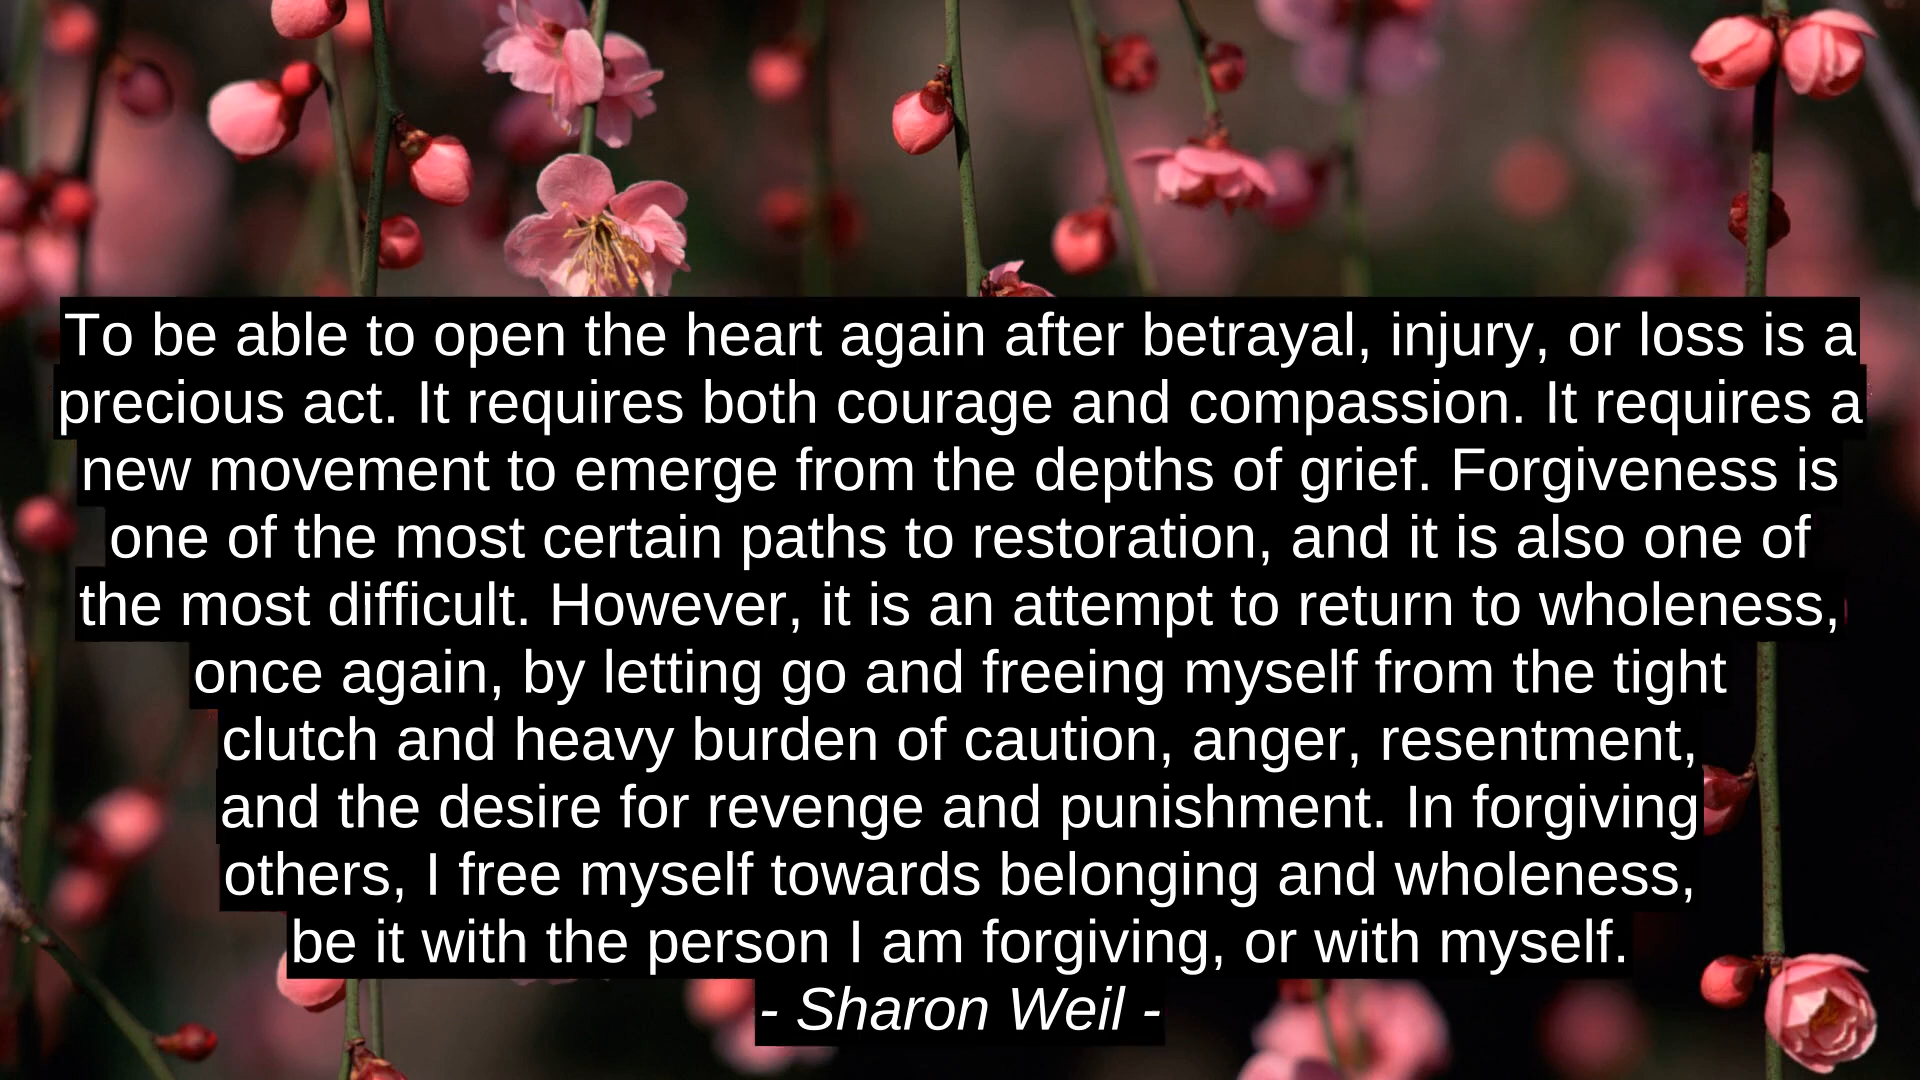 To be able to open the heart again after betrayal, injury, or loss is a
precious act. It requires both courage and compassion. It requires a
new movement to emerge from the depths of grief. Forgiveness is
one of the most certain paths to restoration, and it is also one of
the most difficult. However, it is an attempt to return to wholeness,
once again, by letting go and freeing myself from the tight
clutch and heavy burden of caution, anger, resentment,
and the desire for revenge and punishment. In forgiving
others, I free myself towards belonging and wholeness,
be it with the person I am forgiving, or with myself.
- Sharon Weil -